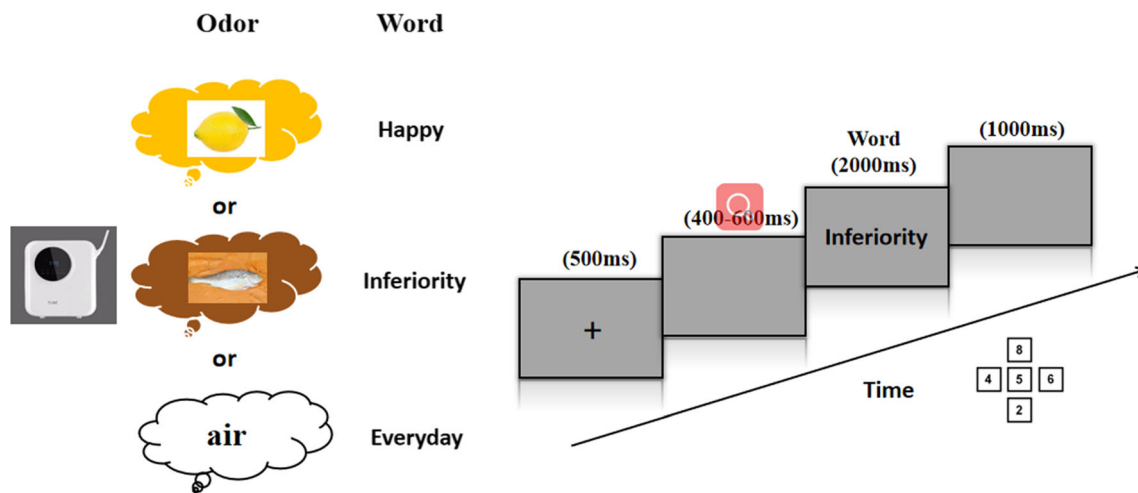 Odor Word
Happy
or
Inferiority
or
air
Everyday
(500ms)
+
(400-600ms)
Word
(2000ms)
Inferiority
(1000ms)
Time
8
4 5 6
2